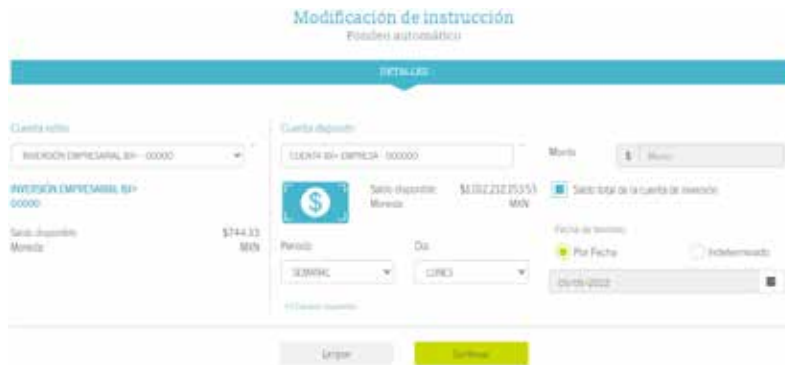 Modificación de instrucción
Fondeo automático
DETALLES
Cuenta retiro
INVERSIÓN EMPRESARIAL BX+ - 00000
INVERSIÓN EMPRESARIAL BX+
00000
Saldo disponible $744.33
Moneda MXN
Cuenta depósito
CUENTA BX+ EMPRESA - 000000
Saldo disponible
Moneda MXN
Periodo Día
SEMANAL LUNES
Monto $ Monto
Saldo total de la cuenta de inversión
Fecha de término
Por Fecha Indeterminado
Limpiar Continuar